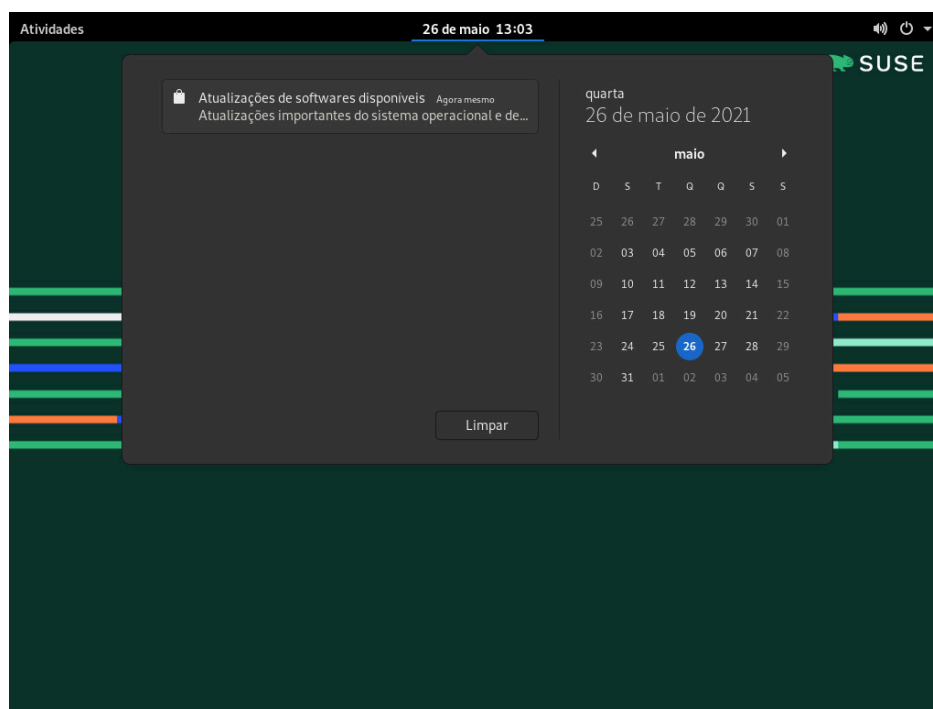 Atividades
26 de maio 13:03
SUSE
Atualizações de softwares disponíveis Agora mesmo
Atualizações importantes do sistema operacional e de...
Limpar
quarta
26 de maio de 2021
maio
D S T Q Q S S
25 26 27 28 29 30 01
02 03 04 05 06 07 08
09 10 11 12 13 14 15
16 17 18 19 20 21 22
23 24 25 26 27 28 29
30 31 01 02 03 04 05